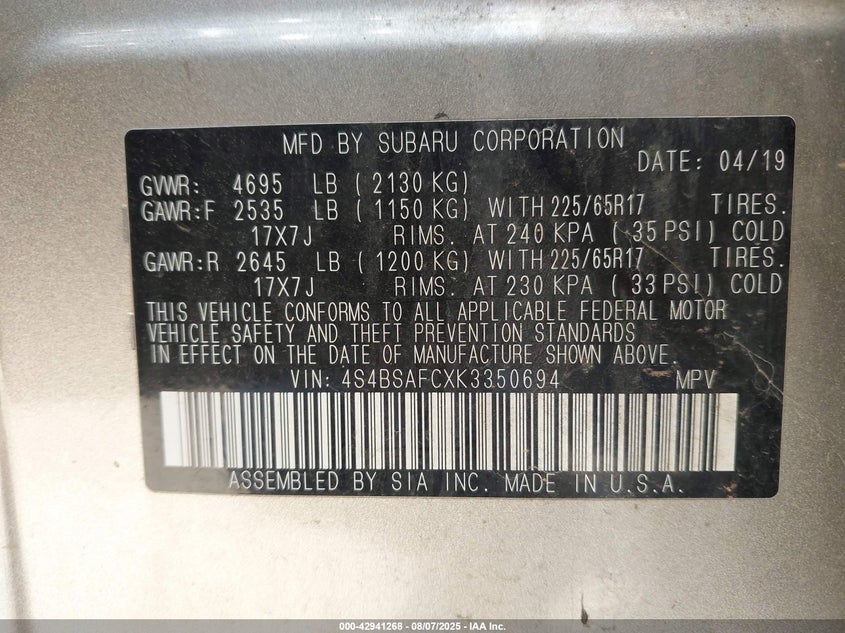 MFD BY SUBARU CORPORATION
DATE: 04/19
GVWR: 4695 LB ( 2130 KG)
GAWR:F 2535 LB ( 1150 KG) WITH 225/65R17 TIRES.
17X7J RIMS. AT 240 KPA ( 35 PSI) COLD
GAWR:R 2645 LB ( 1200 KG) WITH 225/65R17 TIRES.
17X7J RIMS. AT 230 KPA ( 33 PSI) COLD
THIS VEHICLE CONFORMS TO ALL APPLICABLE FEDERAL MOTOR
VEHICLE SAFETY AND THEFT PREVENTION STANDARDS
IN EFFECT ON THE DATE OF MANUFACTURE SHOWN ABOVE.
VIN: 4S4BSAFCXK3350694 MPV
ASSEMBLED BY SIA INC. MADE IN U.S.A.
000-42941268 - 08/07/2025 - IAA Inc.